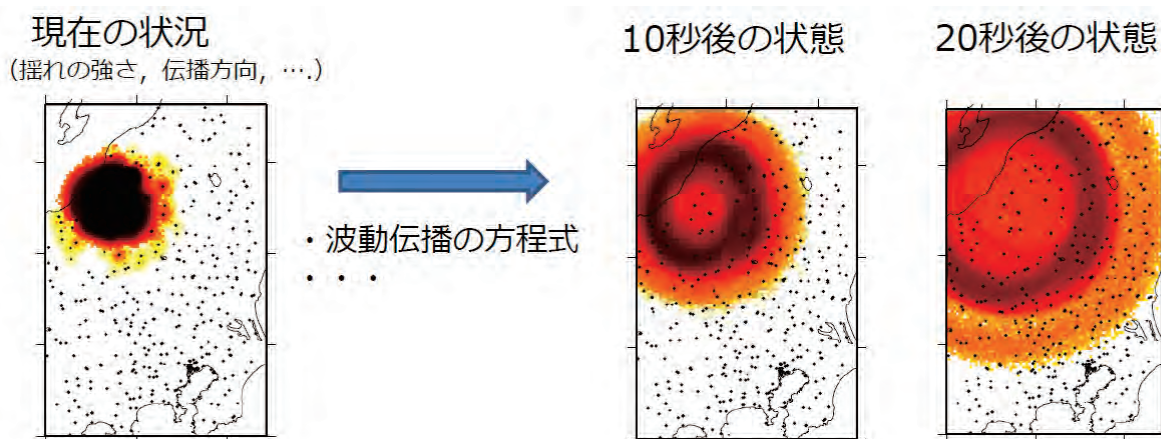 現在の状況
（揺れの強さ，伝播方向，….）
10秒後の状態
20秒後の状態
・波動伝播の方程式
・・・